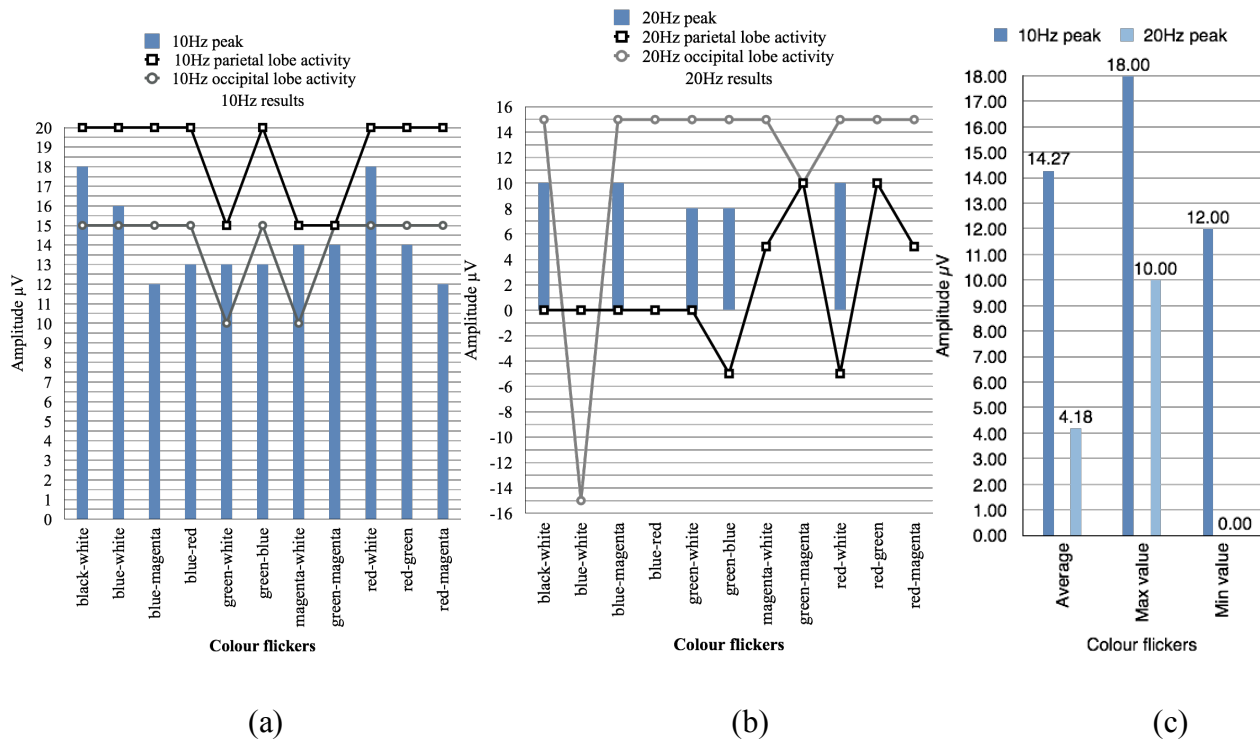 10Hz peak
10Hz parietal lobe activity
10Hz occipital lobe activity
10Hz results
Amplitude µV
20
19
18
17
16
15
14
13
12
11
10
9
8
7
6
5
4
3
2
1
0
black-white
blue-white
blue-magenta
blue-red
green-white
green-blue
magenta-white
green-magenta
red-white
red-green
red-magenta
Colour flickers
(a)
20Hz peak
20Hz parietal lobe activity
20Hz occipital lobe activity
20Hz results
Amplitude µV
16
14
12
10
8
6
4
2
0
-2
-4
-6
-8
-10
-12
-14
-16
black-white
blue-white
blue-magenta
blue-red
green-white
green-blue
magenta-white
green-magenta
red-white
red-green
red-magenta
Colour flickers
(b)
10Hz peak 20Hz peak
Amplitude µV
18.00
17.00
16.00
15.00
14.00
13.00
12.00
11.00
10.00
9.00
8.00
7.00
6.00
5.00
4.00
3.00
2.00
1.00
0.00
14.27
4.18
18.00
10.00
12.00
0.00
Average
Max value
Min value
Colour flickers
(c)